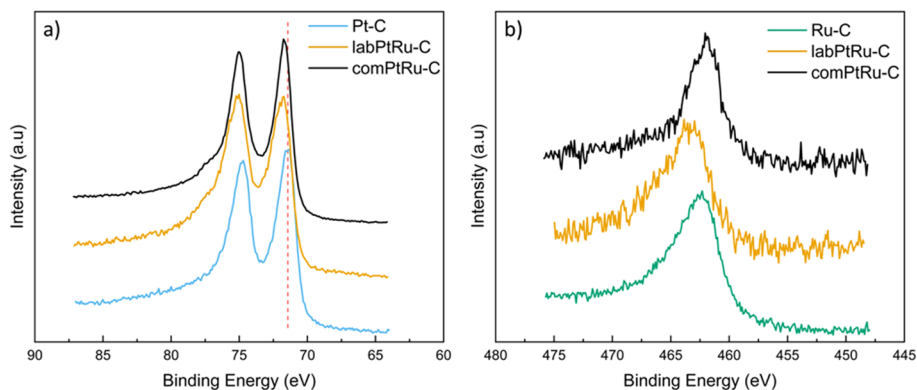 a)
Pt-C
labPtRu-C
comPtRu-C
Intensity (a.u)
90 85 80 75 70 65 60
Binding Energy (eV)
b)
Ru-C
labPtRu-C
comPtRu-C
Intensity (a.u)
480 475 470 465 460 455 450 445
Binding Energy (eV)